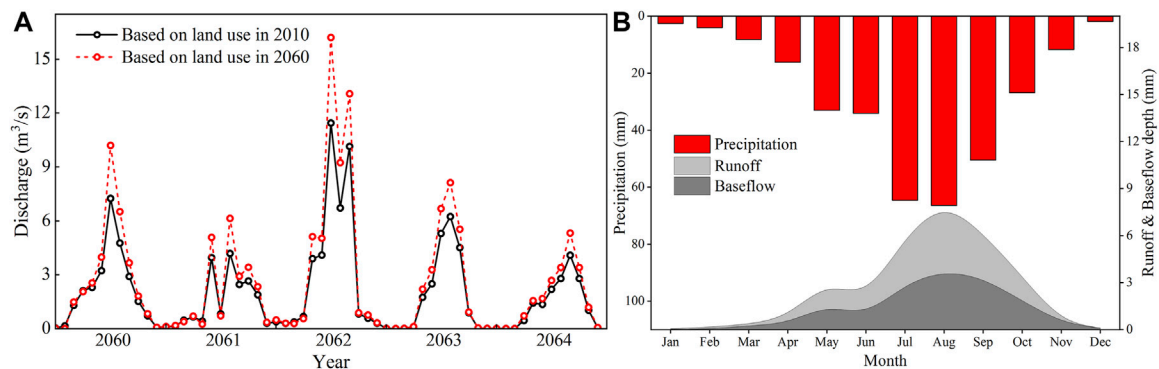 A
Based on land use in 2010
Based on land use in 2060
15
12
9
6
3
0
Discharge (m³/s)
2060 2061 2062 2063 2064
Year
B
0
20
40
60
80
100
Precipitation (mm)
Precipitation
Runoff
Baseflow
18
15
12
9
6
3
0
Runoff & Baseflow depth (mm)
Jan Feb Mar Apr May Jun Jul Aug Sep Oct Nov Dec
Month